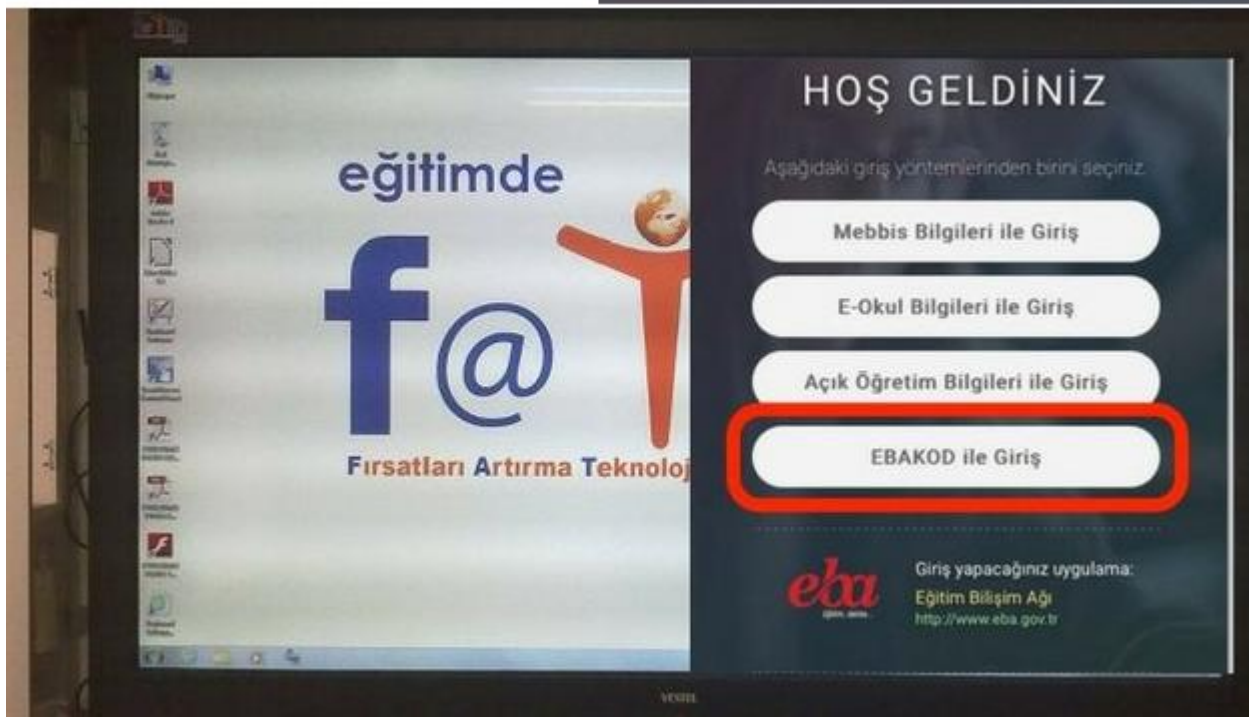 HOŞ GELDİNİZ
Aşağıdaki giriş yöntemlerinden birini seçiniz.
Mebbis Bilgileri ile Giriş
E-Okul Bilgileri ile Giriş
Açık Öğretim Bilgileri ile Giriş
EBAKOD ile Giriş
eba
Giriş yapacağınız uygulama:
Eğitim Bilişim Ağı
http://www.eba.gov.tr
eğitimde
f@
Fırsatları Artırma Teknoloj
VESTEL